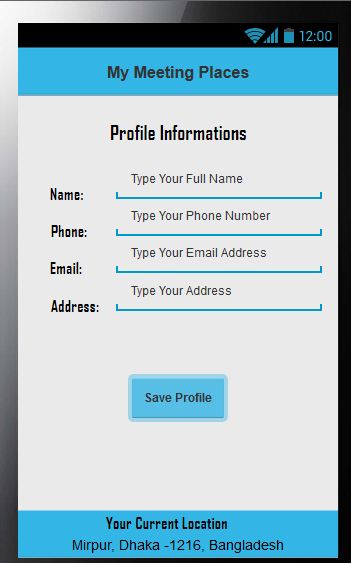 12:00
My Meeting Places
Profile Informations
Name: Type Your Full Name
Phone: Type Your Phone Number
Email: Type Your Email Address
Address: Type Your Address
Save Profile
Your Current Location
Mirpur, Dhaka -1216, Bangladesh